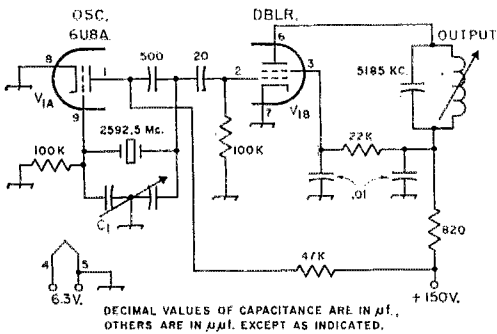 OSC.
6U8A
DBLR.
OUTPUT
8
1
9
V1A
500
20
2
6
3
7
V1B
5185 KC.
2592.5 Mc.
100K
100K
22K
.01
C1
820
47K
+150V.
4
5
6.3V.
DECIMAL VALUES OF CAPACITANCE ARE IN µf.,
OTHERS ARE IN µµf. EXCEPT AS INDICATED.